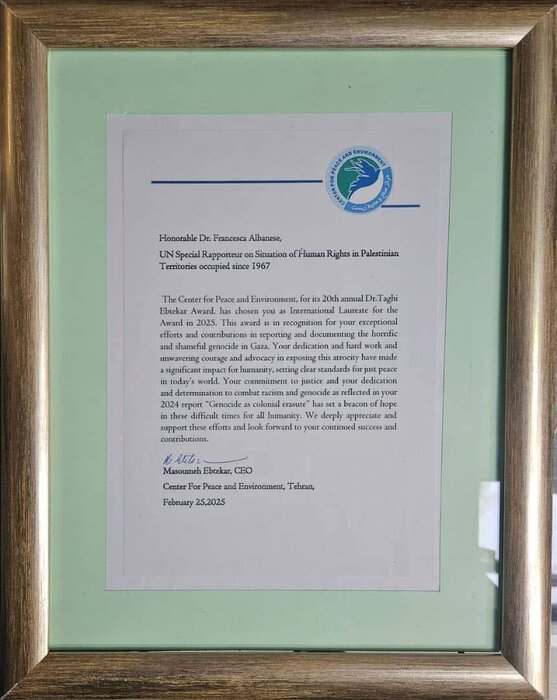 CENTER FOR PEACE AND ENVIRONMENT
مرکز صلح و محیط زیست
Honorable Dr. Francesca Albanese,
UN Special Rapporteur on Situation of Human Rights in Palestinian
Territories occupied since 1967
The Center for Peace and Environment, for its 20th annual Dr.Taghi
Ebtekar Award, has chosen you as International Laureate for the
Award in 2025. This award is in recognition for your exceptional
efforts and contributions in reporting and documenting the horrific
and shameful genocide in Gaza. Your dedication and hard work and
unwavering courage and advocacy in exposing this atrocity have made
a significant impact for humanity, setting clear standards for just peace
in today's world. Your commitment to justice and your dedication
and determination to combat racism and genocide as reflected in your
2024 report “Genocide as colonial erasure” has set a beacon of hope
in these difficult times for all humanity. We deeply appreciate and
support these efforts and look forward to your continued success and
contributions.
Masoumeh Ebtekar, CEO
Center For Peace and Environment, Tehran,
February 25,2025